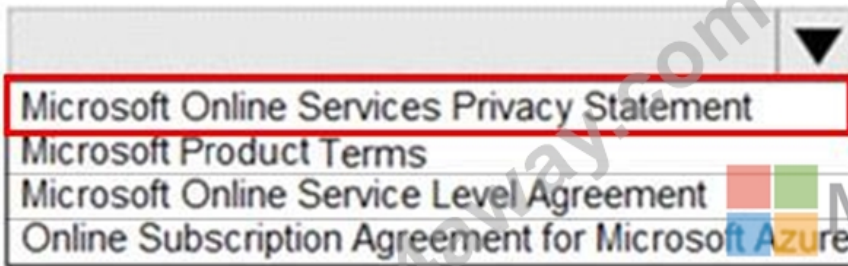 Microsoft Online Services Privacy Statement
Microsoft Product Terms
Microsoft Online Service Level Agreement
Online Subscription Agreement for Microsoft Azure